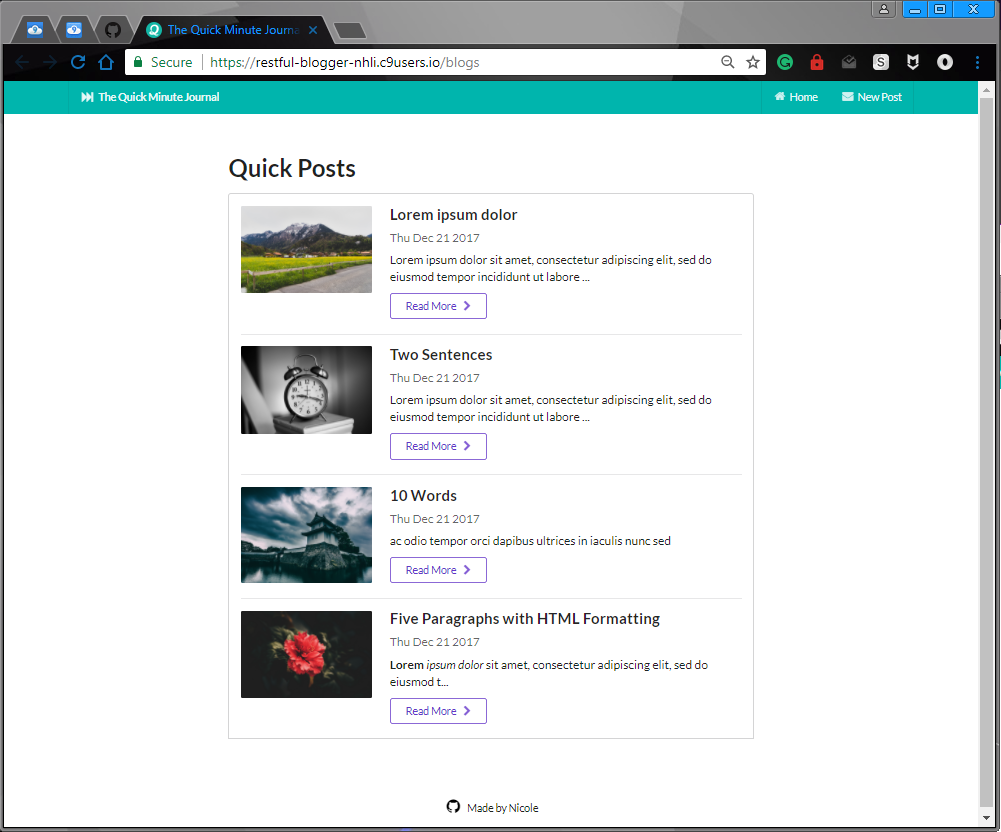 The Quick Minute Journa
Secure
https://restful-blogger-nhli.c9users.io/blogs
S
The Quick Minute Journal
Home
New Post
Quick Posts
Lorem ipsum dolor
Thu Dec 21 2017
Lorem ipsum dolor sit amet, consectetur adipiscing elit, sed do
eiusmod tempor incididunt ut labore ...
Read More
Two Sentences
Thu Dec 21 2017
Lorem ipsum dolor sit amet, consectetur adipiscing elit, sed do
eiusmod tempor incididunt ut labore ...
Read More
10 Words
Thu Dec 21 2017
ac odio tempor orci dapibus ultrices in iaculis nunc sed
Read More
Five Paragraphs with HTML Formatting
Thu Dec 21 2017
Lorem ipsum dolor sit amet, consectetur adipiscing elit, sed do
eiusmod t...
Read More
Made by Nicole